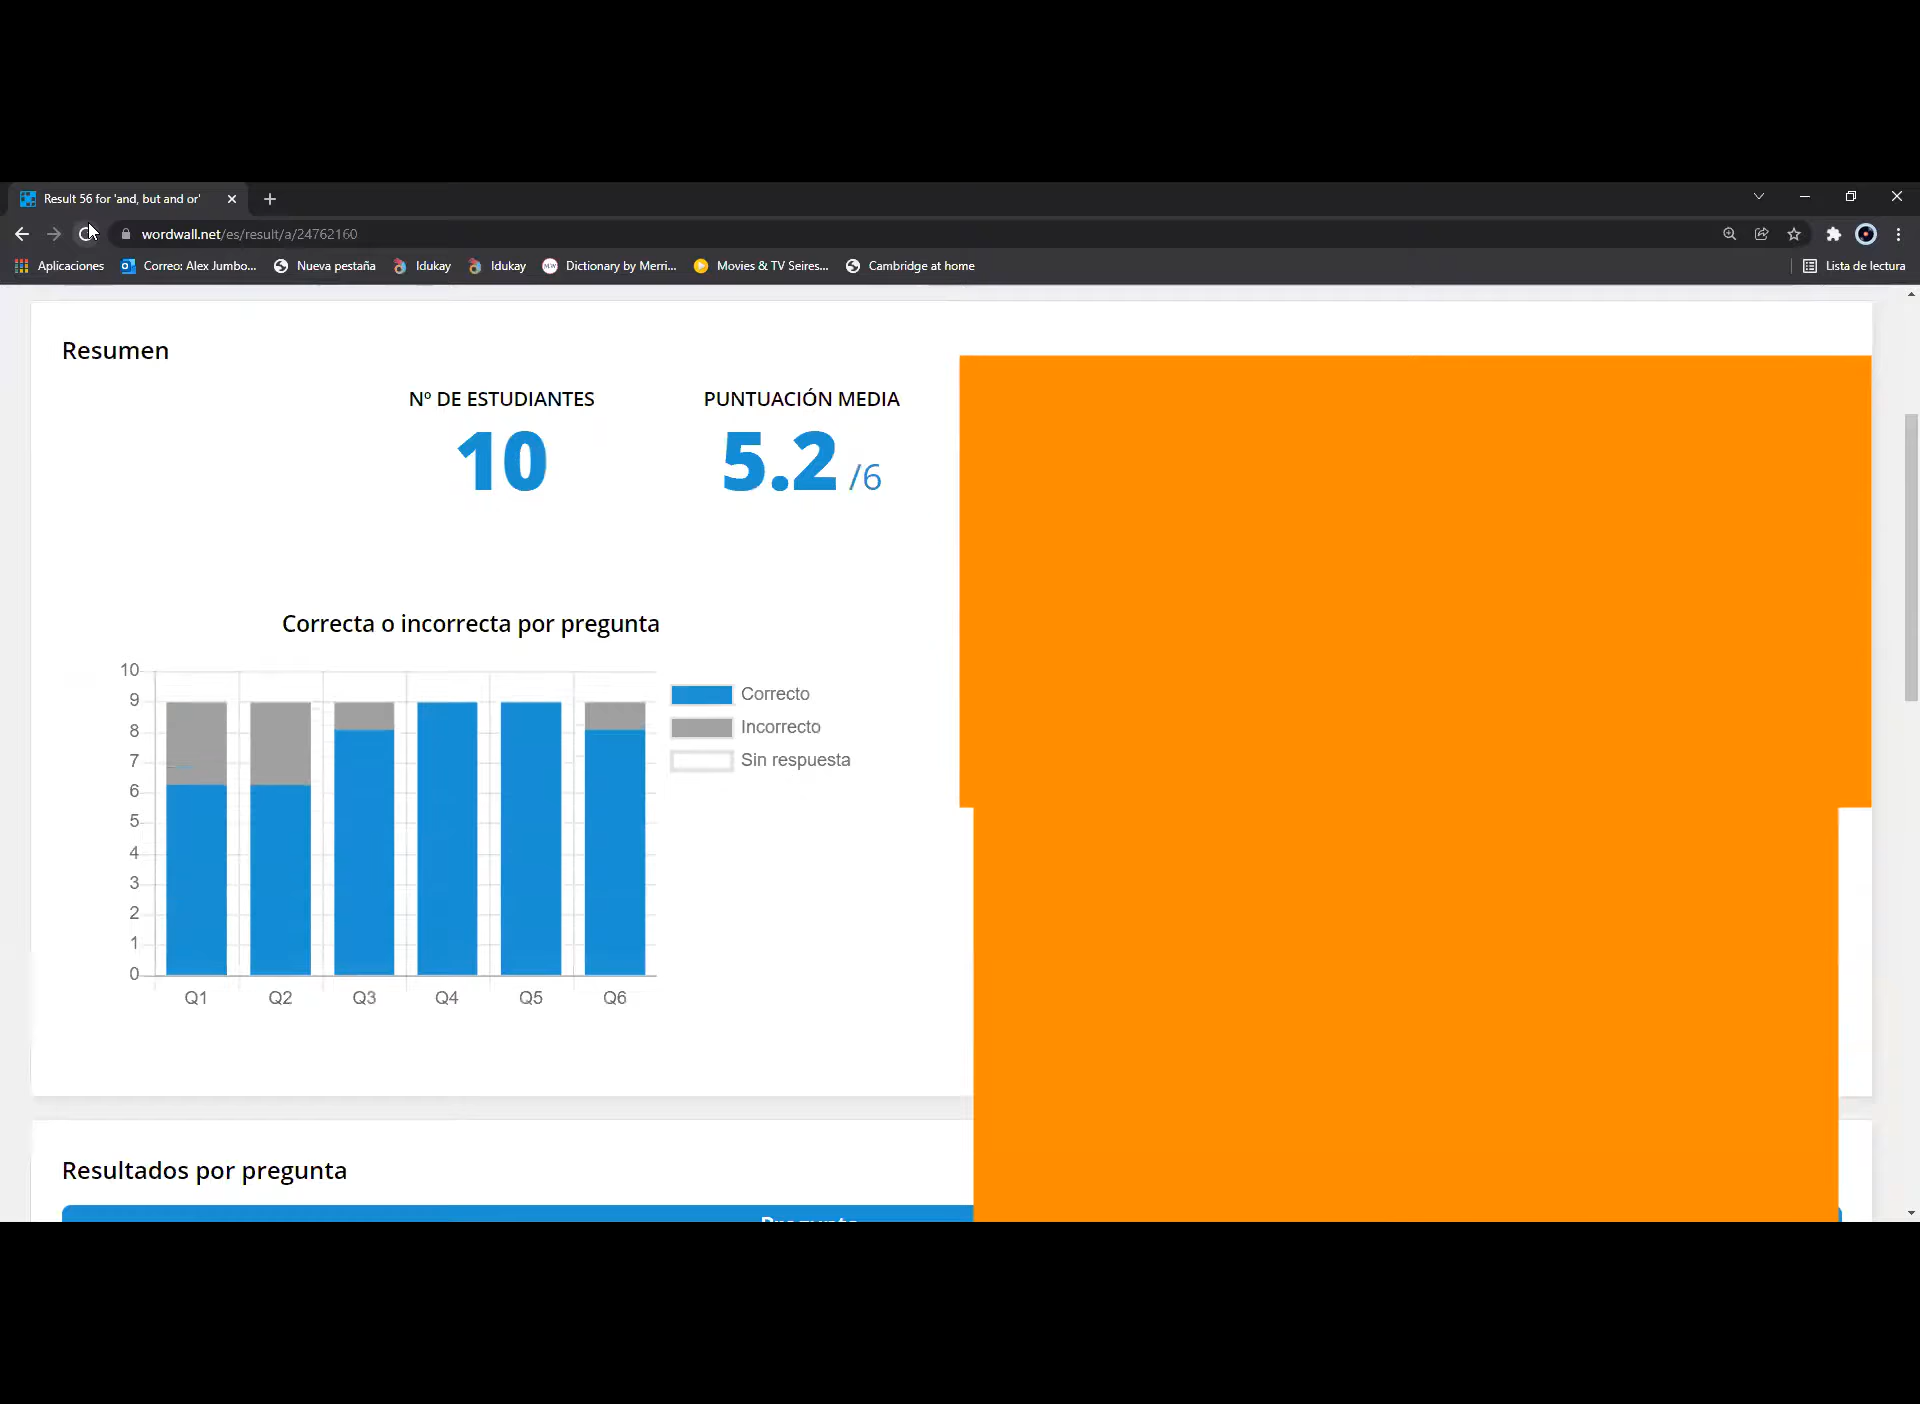 Result 56 for 'and, but and or'
wordwall.net/es/result/a/24762160
Aplicaciones
Correo: Alex Jumbo...
Nueva pestaña
Idukay
Idukay
Dictionary by Merri...
Movies & TV Seires...
Cambridge at home
Lista de lectura
Resumen
Nº DE ESTUDIANTES
10
PUNTUACIÓN MEDIA
5.2 /6
Correcta o incorrecta por pregunta
10
9
8
7
6
5
4
3
2
1
0
Q1 Q2 Q3 Q4 Q5 Q6
Correcto
Incorrecto
Sin respuesta
Resultados por pregunta